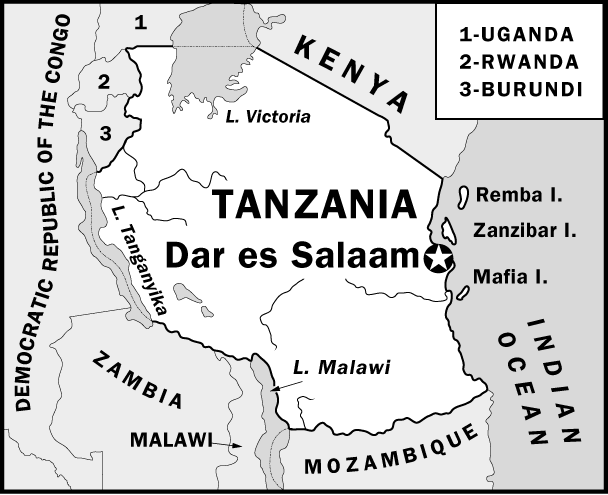 1
1-UGANDA
2-RWANDA
3-BURUNDI
KENYA
DEMOCRATIC REPUBLIC OF THE CONGO
2
3
L. Victoria
TANZANIA
Remba I.
Zanzibar I.
Dar es Salaam
L. Tanganyika
Mafia I.
INDIAN
OCEAN
ZAMBIA
L. Malawi
MALAWI
MOZAMBIQUE